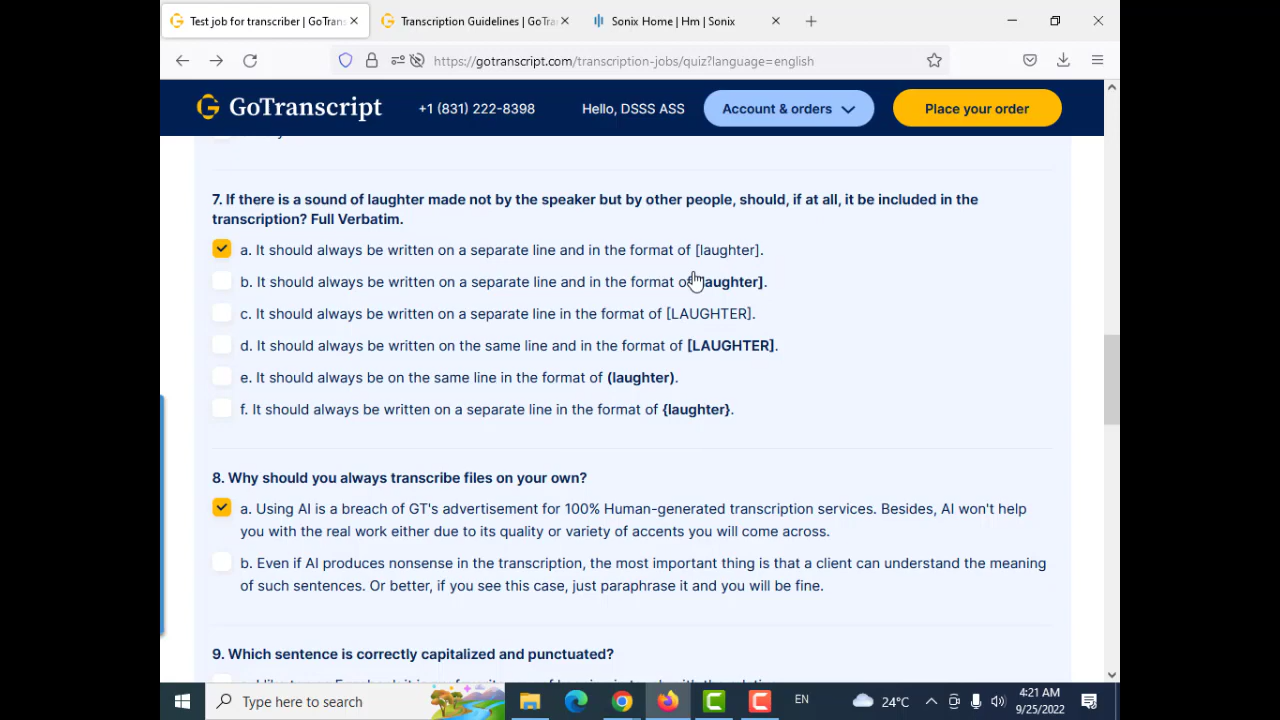 Test job for transcriber | GoTrans
Transcription Guidelines | GoTra
Sonix Home | Hm | Sonix
https://gotranscript.com/transcription-jobs/quiz?language=english
GoTranscript
+1 (831) 222-8398
Hello, DSSS ASS
Account & orders
Place your order
7. If there is a sound of laughter made not by the speaker but by other people, should, if at all, it be included in the
transcription? Full Verbatim.
a. It should always be written on a separate line and in the format of [laughter].
b. It should always be written on a separate line and in the format of [laughter].
c. It should always be written on a separate line in the format of [LAUGHTER].
d. It should always be written on the same line and in the format of [LAUGHTER].
e. It should always be on the same line in the format of (laughter).
f. It should always be written on a separate line in the format of {laughter}.
8. Why should you always transcribe files on your own?
a. Using AI is a breach of GT's advertisement for 100% Human-generated transcription services. Besides, AI won't help
you with the real work either due to its quality or variety of accents you will come across.
b. Even if AI produces nonsense in the transcription, the most important thing is that a client can understand the meaning
of such sentences. Or better, if you see this case, just paraphrase it and you will be fine.
9. Which sentence is correctly capitalized and punctuated?
Type here to search
EN
24°C
4:21 AM
9/25/2022